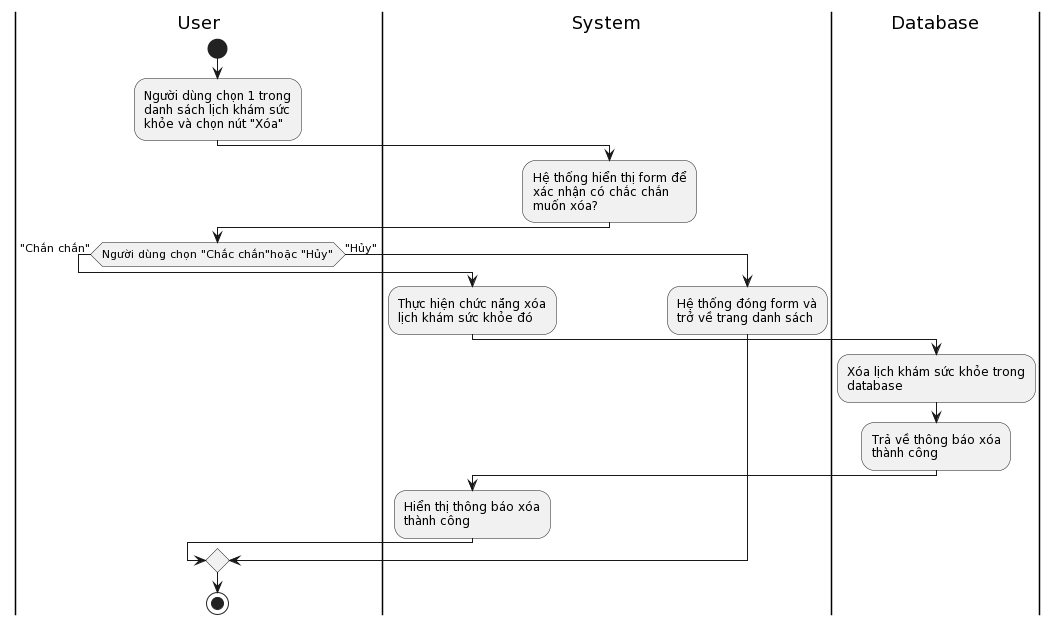 User
System
Database
Người dùng chọn 1 trong
danh sách lịch khám sức
khỏe và chọn nút "Xóa"
Hệ thống hiển thị form để
xác nhận có chắc chán
muốn xóa?
"Chắn chắn"
Người dùng chọn "Chắc chắn"hoặc "Hủy"
"Hủy"
Thực hiện chức năng xóa
lịch khám sức khỏe đó
Hệ thống đóng form và
trở về trang danh sách
Xóa lịch khám sức khỏe trong
database
Trả về thông báo xóa
thành công
Hiển thị thông báo xóa
thành công